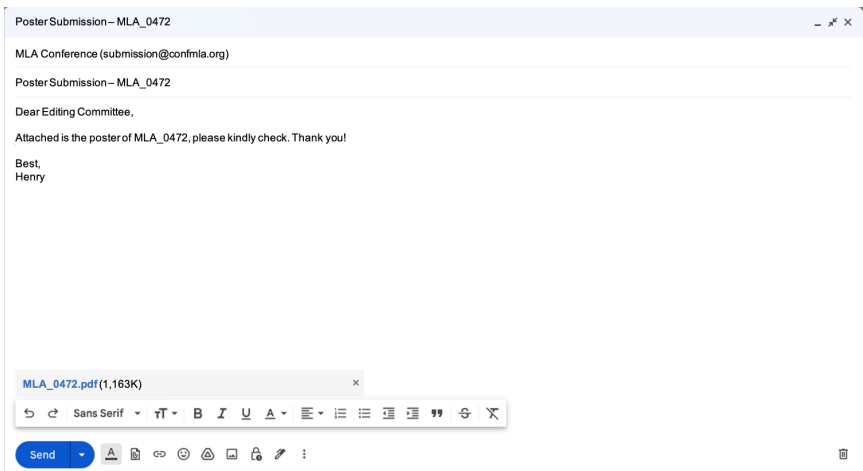 Poster Submission – MLA_0472
MLA Conference (submission@confmla.org)
Poster Submission – MLA_0472
Dear Editing Committee,
Attached is the poster of MLA_0472, please kindly check. Thank you!
Best,
Henry
MLA_0472.pdf (1,163K)
Sans Serif
Send